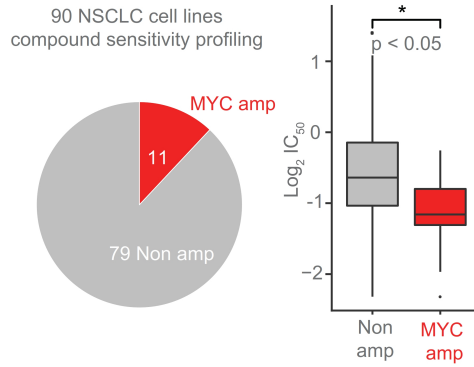 90 NSCLC cell lines
compound sensitivity profiling
MYC amp
11
79 Non amp
*
p < 0.05
Log2 IC50
0
-1
−2
Non
amp
MYC
amp